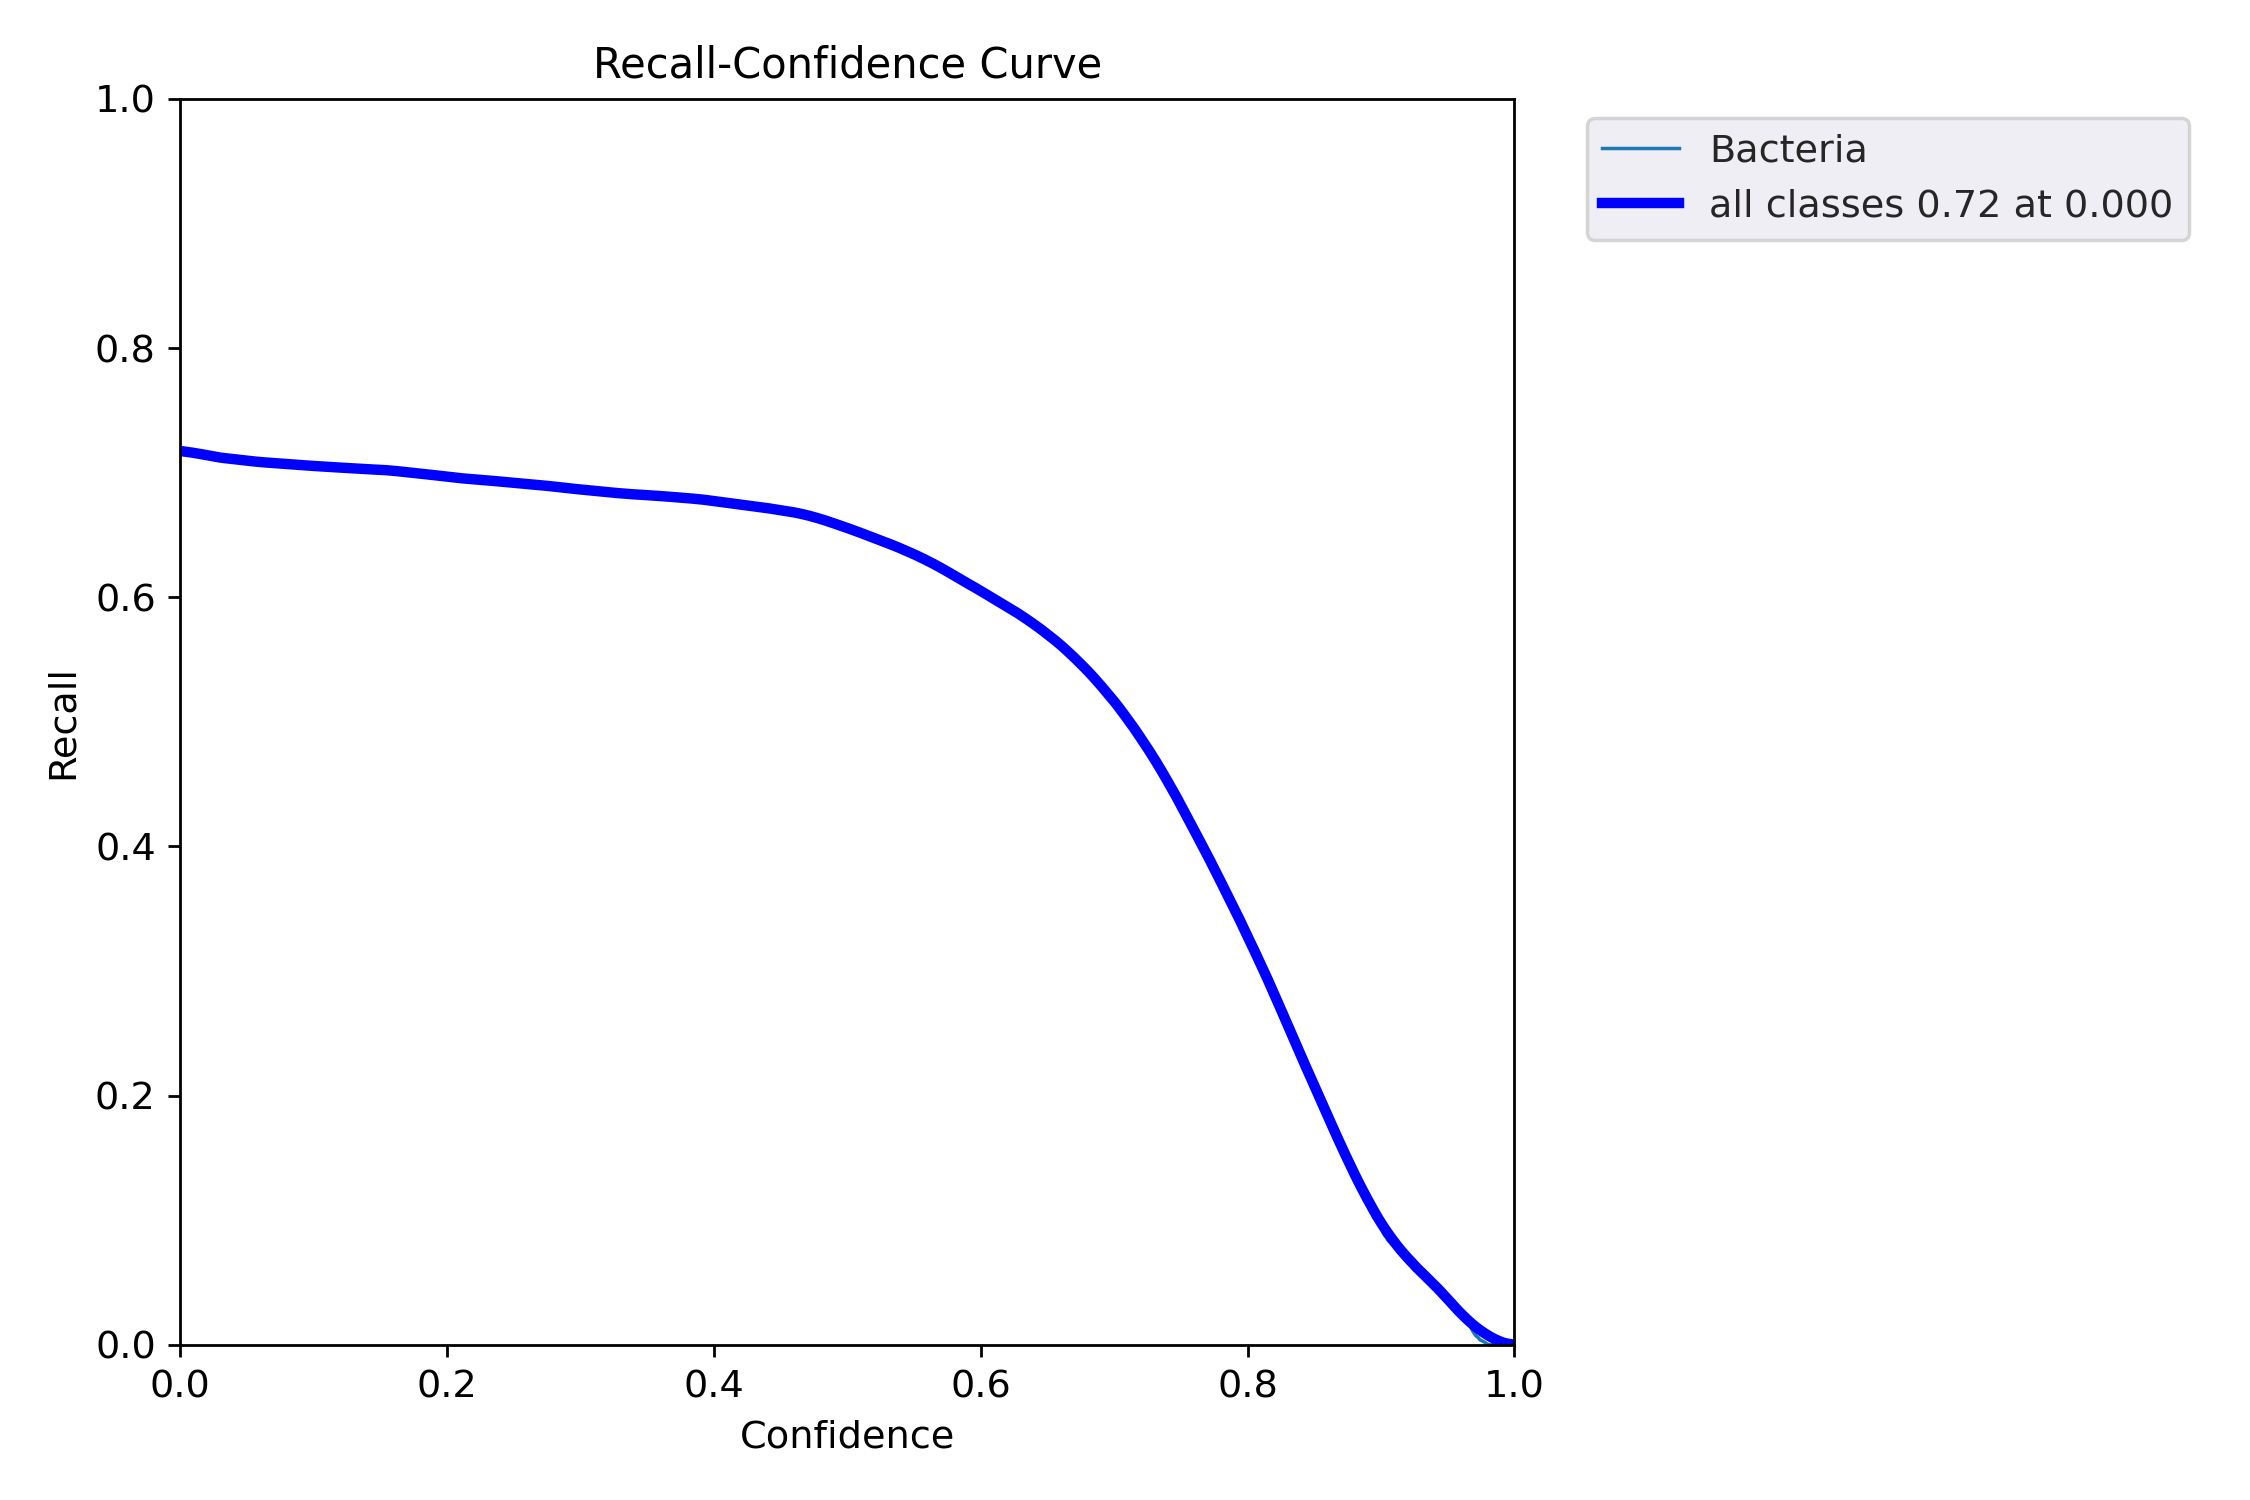 Recall-Confidence Curve
1.0
0.8
0.6
0.4
0.2
0.0
Recall
0.0 0.2 0.4 0.6 0.8 1.0
Confidence
Bacteria
all classes 0.72 at 0.000